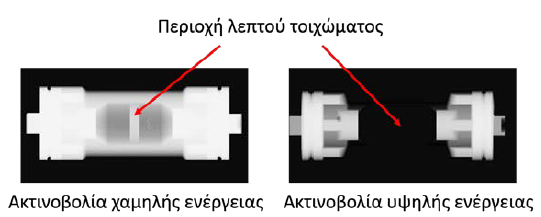 Περιοχή λεπτού τοιχώματος
Ακτινοβολία χαμηλής ενέργειας
Ακτινοβολία υψηλής ενέργειας